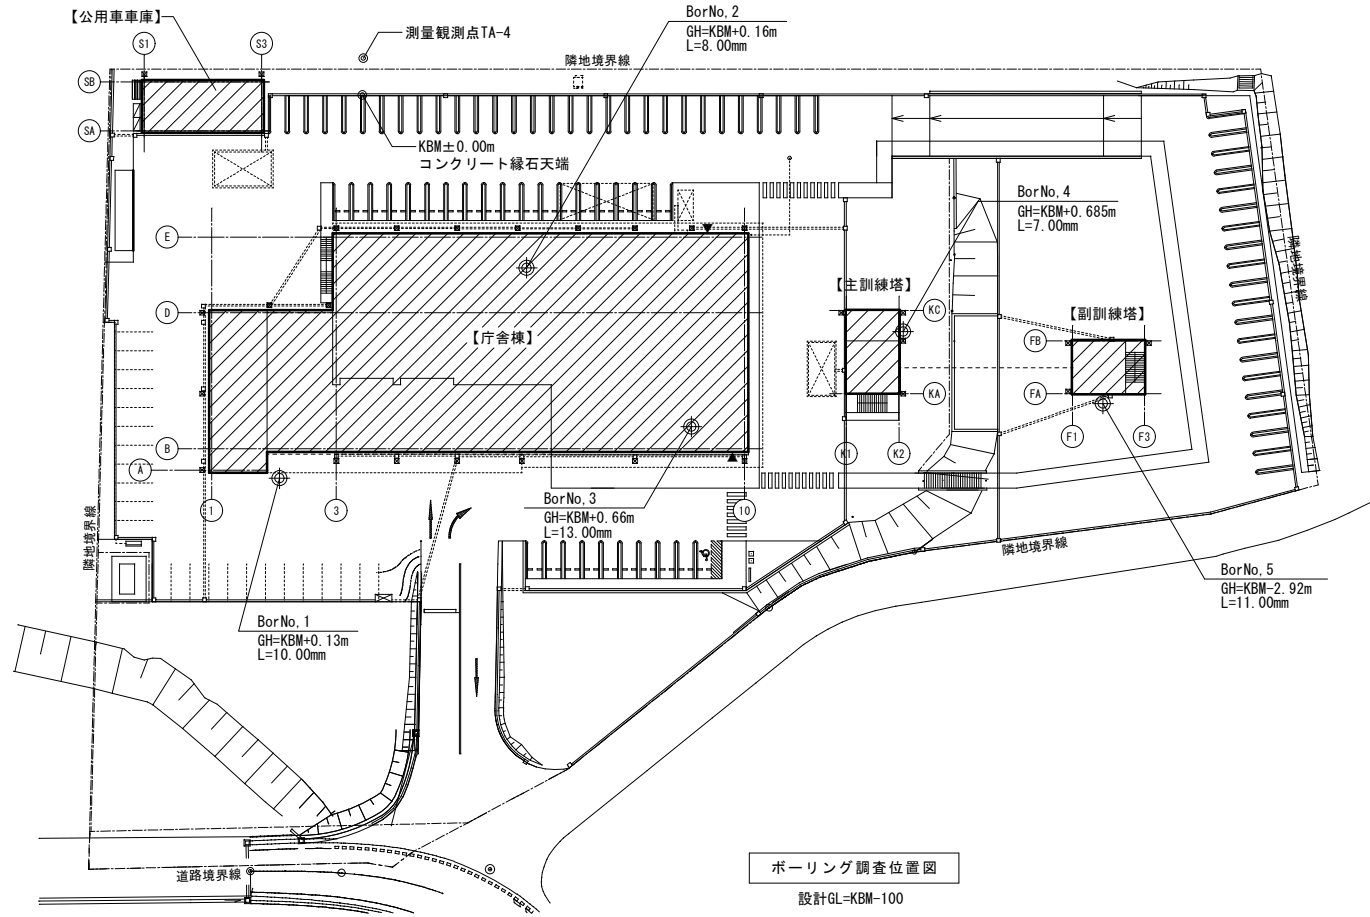 【公用車車庫】
S1
S3
SB
SA
測量観測点TA-4
BorNo,2
GH=KBM+0.16m
L=8.00mm
隣地境界線
KBM±0.00m
コンクリート縁石天端
BorNo,4
GH=KBM+0.685m
L=7.00mm
隣地境界線
E
D
B
A
【庁舎棟】
【主訓練塔】
KC
KA
K1
K2
【副訓練塔】
FB
FA
F1
F3
1
3
10
BorNo,3
GH=KBM+0.66m
L=13.00mm
隣地境界線
隣地境界線
BorNo,5
GH=KBM-2.92m
L=11.00mm
BorNo,1
GH=KBM+0.13m
L=10.00mm
道路境界線
ボーリング調査位置図
設計GL=KBM-100